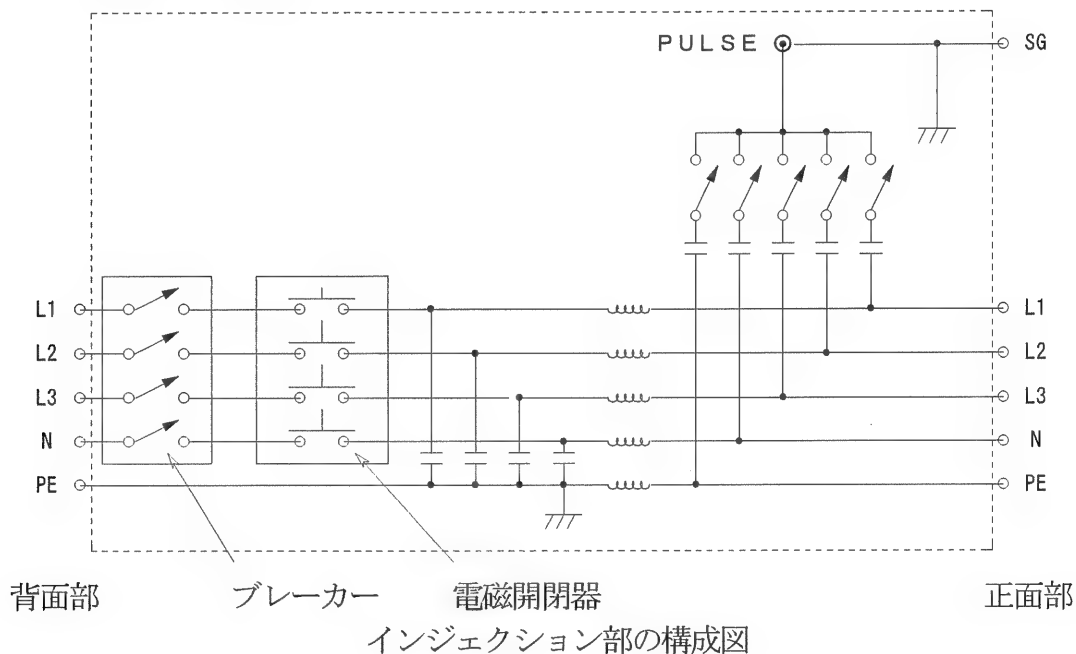 PULSE
SG
L1
L1
L2
L2
L3
L3
N
N
PE
PE
背面部
ブレーカー
電磁開閉器
正面部
インジェクション部の構成図